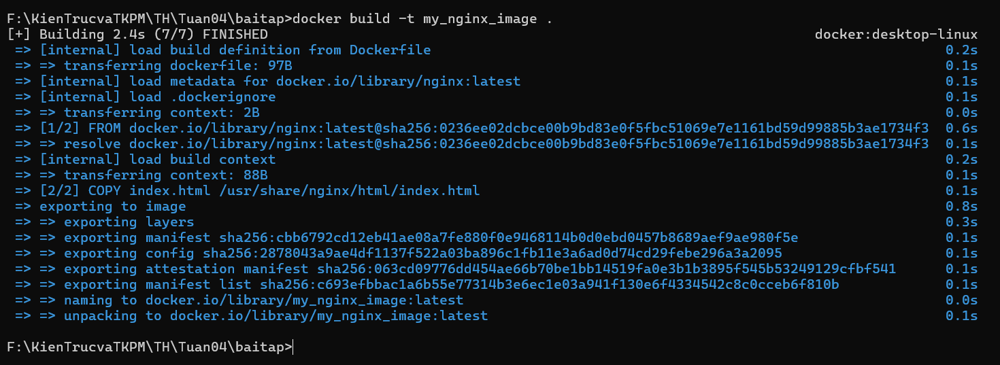 F:\KienTrucvaTKPM\TH\Tuan04\baitap>docker build -t my_nginx_image .
[+] Building 2.4s (7/7) FINISHED docker:desktop-linux
=> [internal] load build definition from Dockerfile 0.2s
=> => transferring dockerfile: 97B 0.1s
=> [internal] load metadata for docker.io/library/nginx:latest 0.1s
=> [internal] load .dockerignore 0.1s
=> => transferring context: 2B 0.0s
=> [1/2] FROM docker.io/library/nginx:latest@sha256:0236ee02dcbce00b9bd83e0f5fbc51069e7e1161bd59d99885b3ae1734f3 0.6s
=> => resolve docker.io/library/nginx:latest@sha256:0236ee02dcbce00b9bd83e0f5fbc51069e7e1161bd59d99885b3ae1734f3 0.1s
=> [internal] load build context 0.2s
=> => transferring context: 88B 0.1s
=> [2/2] COPY index.html /usr/share/nginx/html/index.html 0.1s
=> exporting to image 0.8s
=> => exporting layers 0.3s
=> => exporting manifest sha256:cbb6792cd12eb41ae08a7fe880f0e9468114b0d0ebd0457b8689aef9ae980f5e 0.1s
=> => exporting config sha256:2878043a9ae4df1137f522a03ba896c1fb11e3a6ad0d74cd29febe296a3a2095 0.1s
=> => exporting attestation manifest sha256:063cd09776dd454ae66b70be1bb14519fa0e3b1b3895f545b53249129cfbf541 0.1s
=> => exporting manifest list sha256:c693efbbac1a6b55e77314b3e6ec1e03a941f130e6f4334542c8c0cceb6f810b 0.1s
=> => naming to docker.io/library/my_nginx_image:latest 0.0s
=> => unpacking to docker.io/library/my_nginx_image:latest 0.1s
F:\KienTrucvaTKPM\TH\Tuan04\baitap>